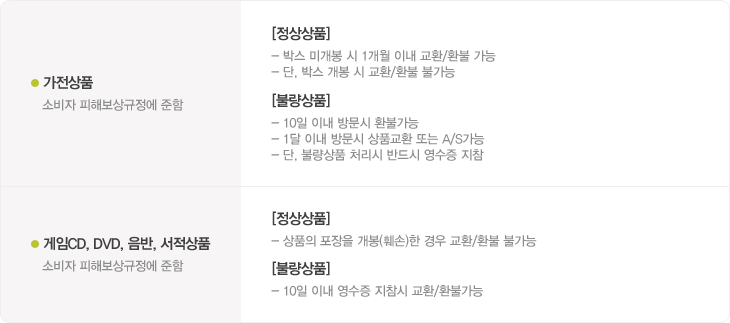 가전상품
소비자 피해보상규정에 준함
[정상상품]
– 박스 미개봉 시 1개월 이내 교환/환불 가능
– 단, 박스 개봉 시 교환/환불 불가능
[불량상품]
– 10일 이내 방문시 환불가능
– 1달 이내 방문시 상품교환 또는 A/S가능
– 단, 불량상품 처리시 반드시 영수증 지참
게임CD, DVD, 음반, 서적상품
소비자 피해보상규정에 준함
[정상상품]
– 상품의 포장을 개봉(훼손)한 경우 교환/환불 불가능
[불량상품]
– 10일 이내 영수증 지참시 교환/환불가능